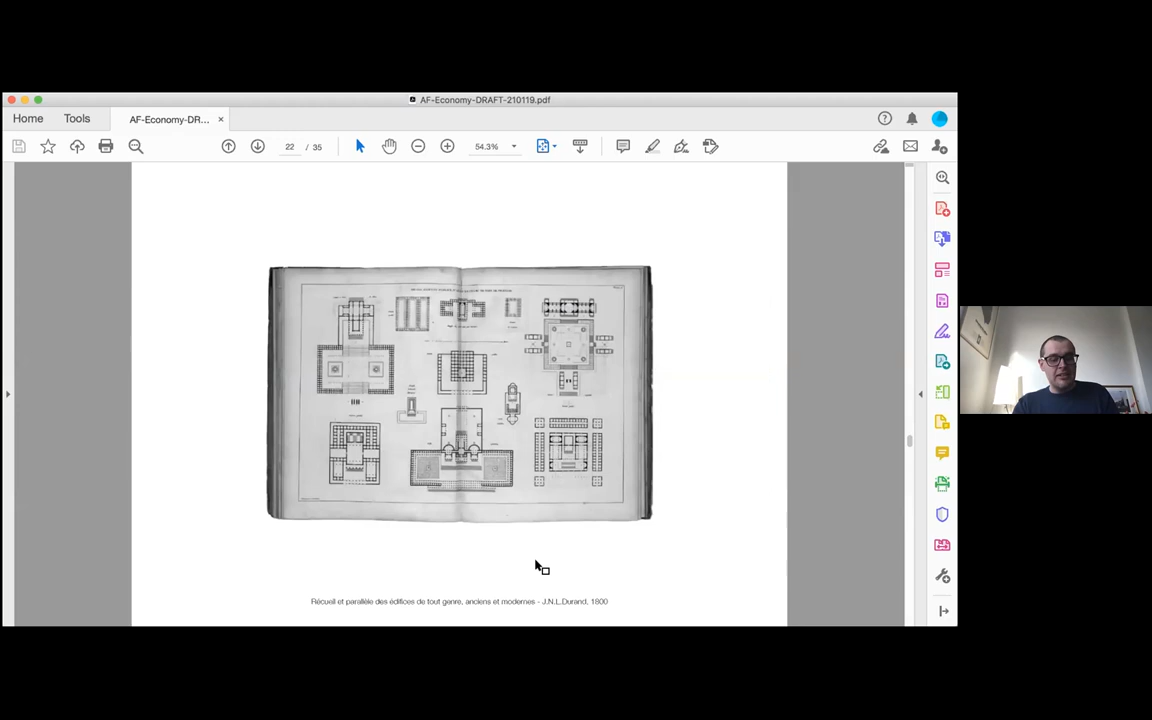 AF-Economy-DRAFT-210119.pdf
Home Tools AF-Economy-DR... ×
22 / 35 54.3%
Récueil et parallèle des édifices de tout genre, anciens et modernes - J.N.L.Durand, 1800